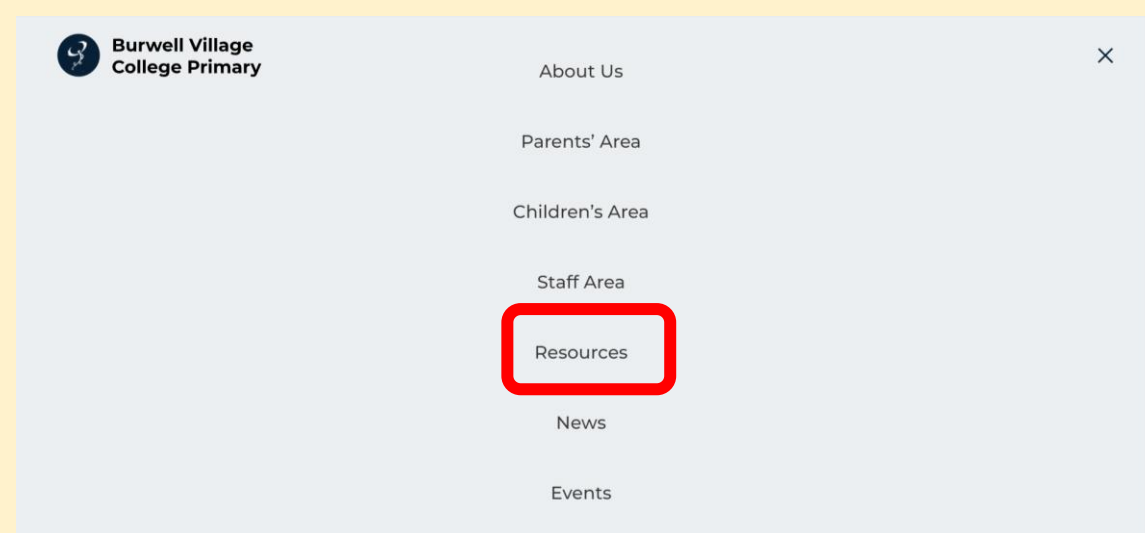 Burwell Village
College Primary
About Us
Parents’ Area
Children’s Area
Staff Area
Resources
News
Events